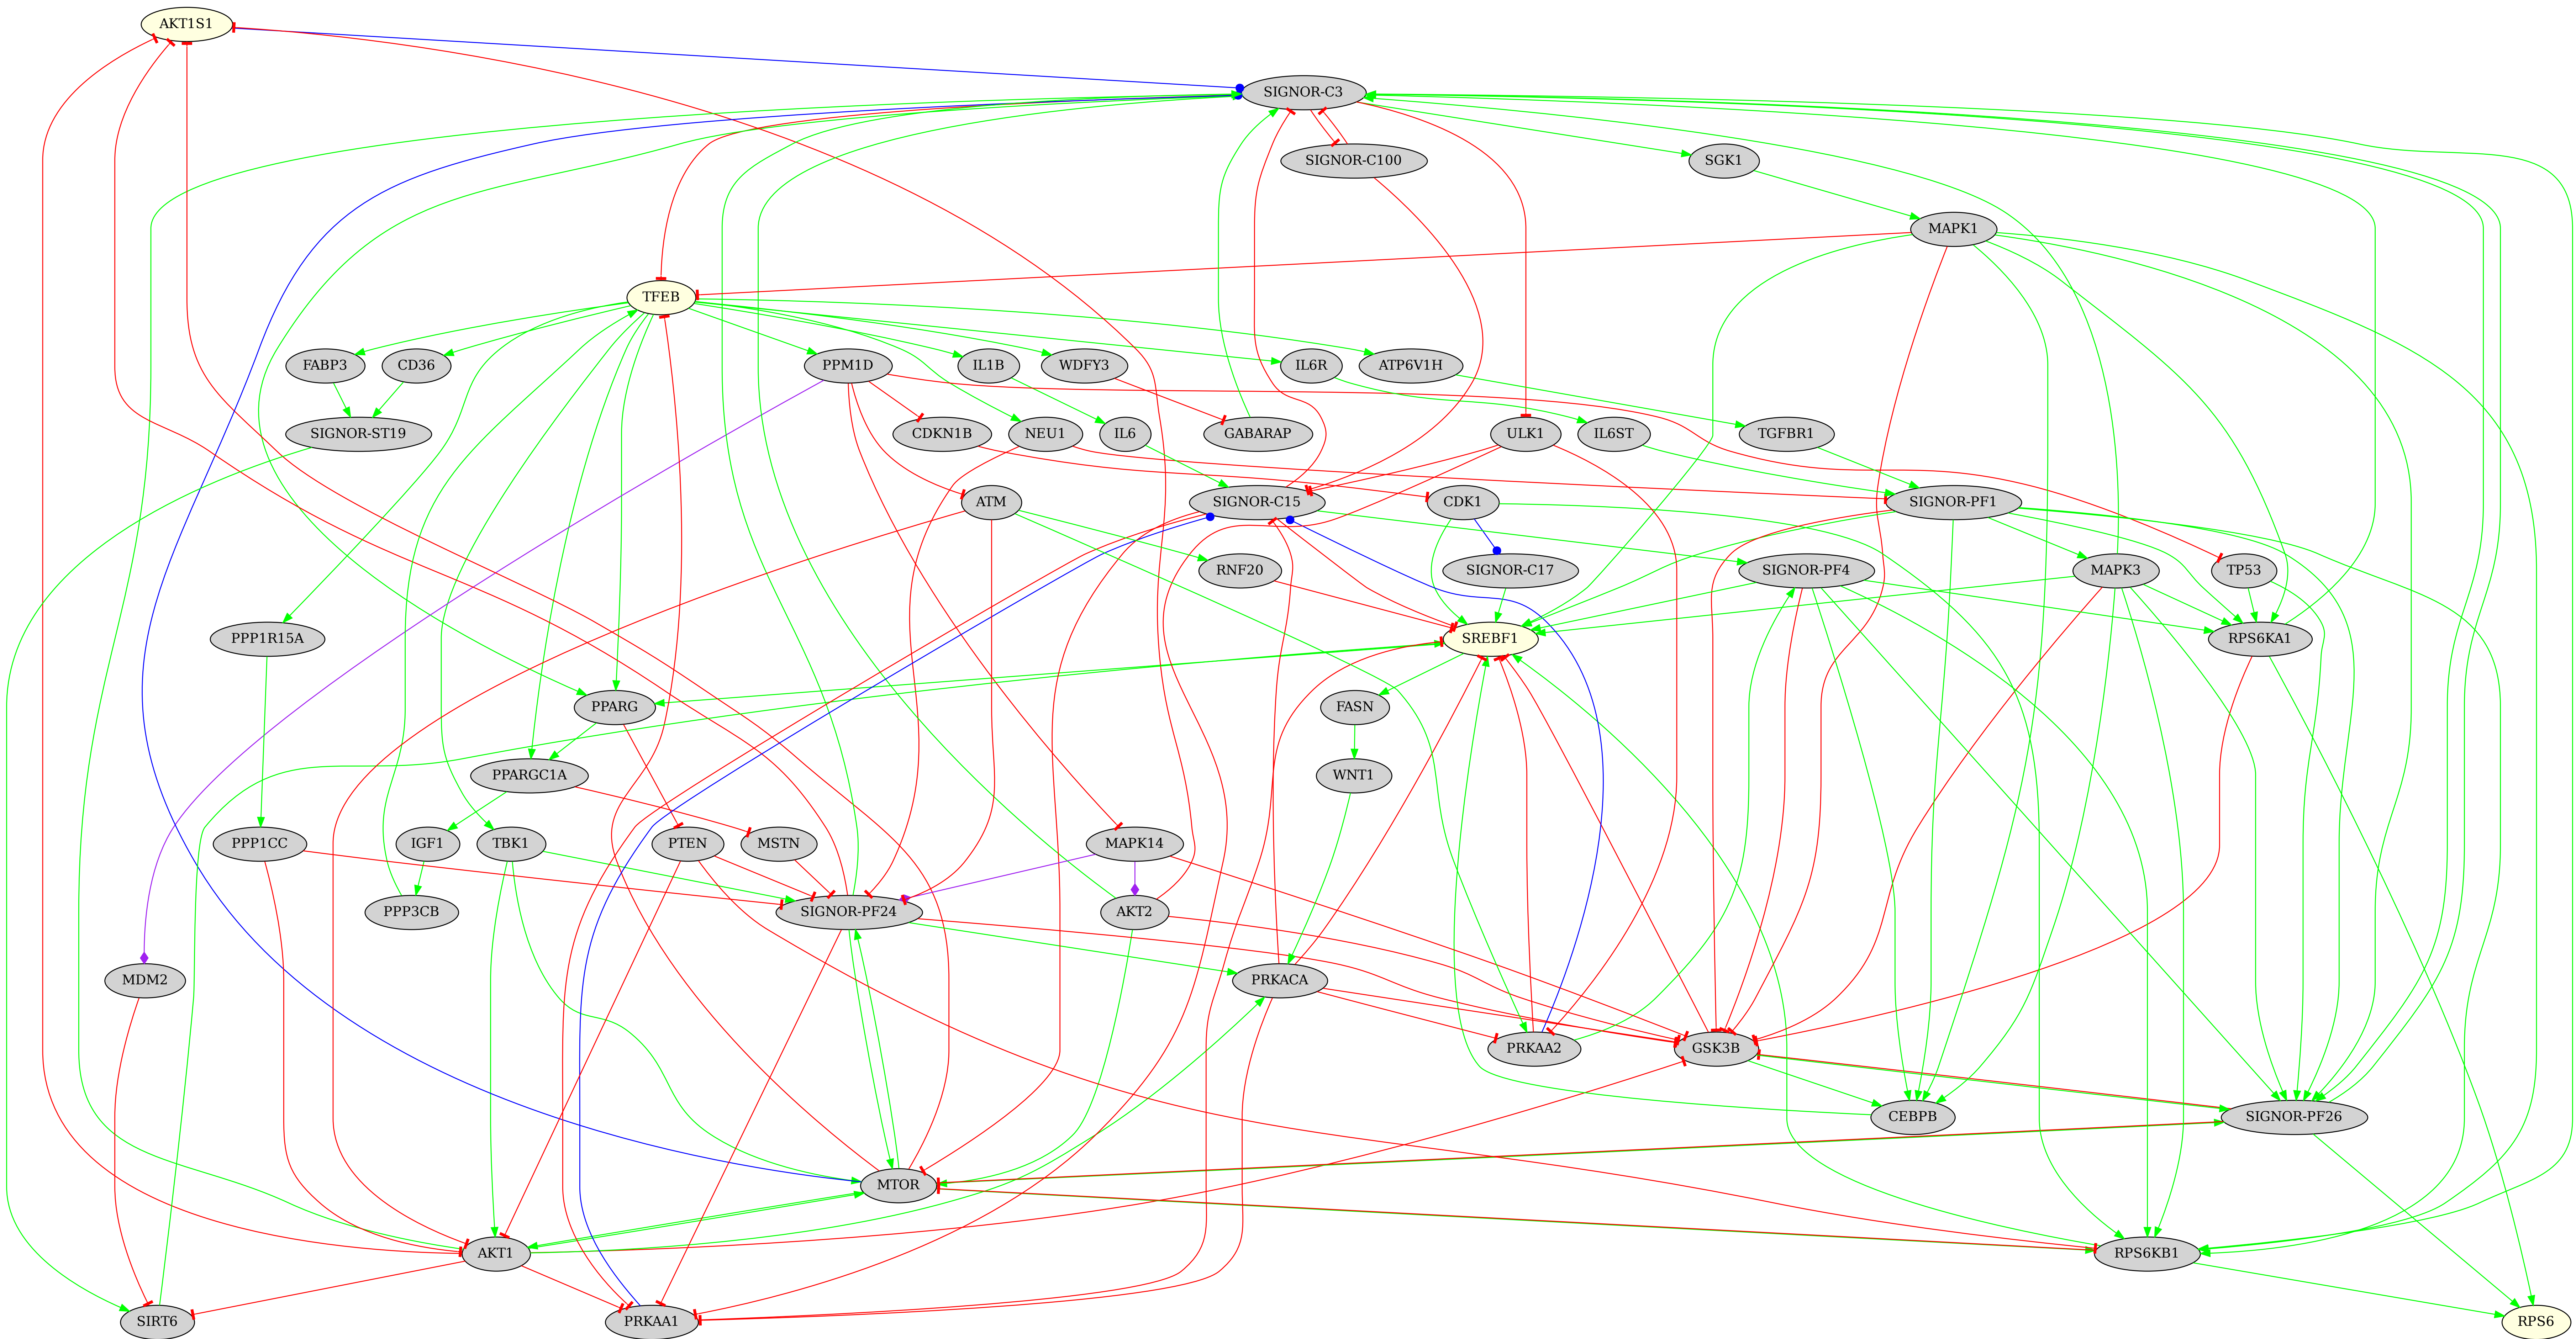 AKT1S1
SIGNOR-C3
SIGNOR-C100
SGK1
MAPK1
TFEB
FABP3
CD36
PPM1D
IL1B
WDFY3
IL6R
ATP6V1H
SIGNOR-ST19
CDKN1B
NEU1
IL6
GABARAP
ULK1
IL6ST
TGFBR1
ATM
SIGNOR-C15
CDK1
SIGNOR-PF1
RNF20
SIGNOR-C17
SIGNOR-PF4
MAPK3
TP53
PPP1R15A
SREBF1
RPS6KA1
PPARG
FASN
PPARGC1A
WNT1
PPP1CC
IGF1
TBK1
PTEN
MSTN
MAPK14
PPP3CB
SIGNOR-PF24
AKT2
MDM2
PRKACA
PRKAA2
GSK3B
CEBPB
SIGNOR-PF26
MTOR
AKT1
RPS6KB1
SIRT6
PRKAA1
RPS6